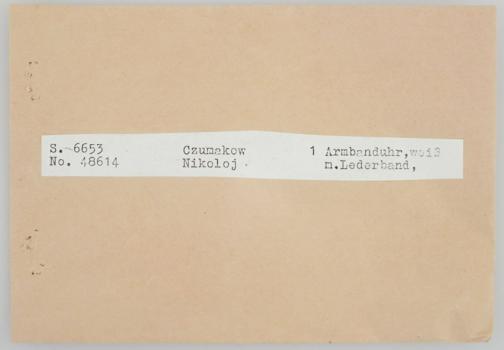 S.-6653 Czumakow 1 Armbanduhr,weiß
No. 48614 Nikoloj . m.Lederband,